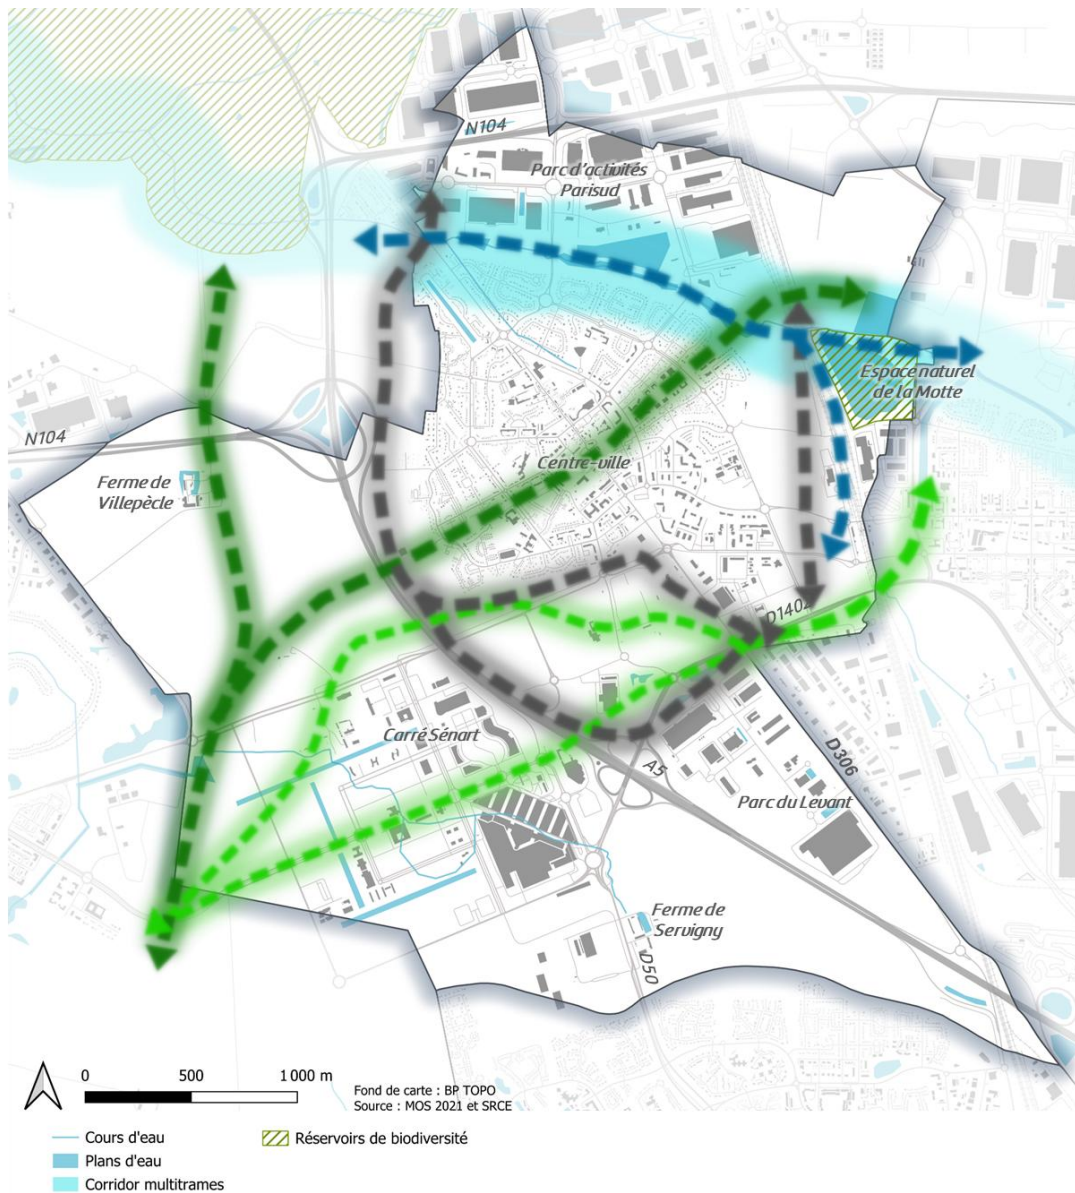 N104
Parc d'activités
Parisud
Espace naturel
de la Motte
N104
Centre-ville
Ferme de
Villepècle
D1402
Carré Sénart
A5
D306
Parc du Levant
Ferme de
Servigny
D50
0 500 1 000 m
Fond de carte : BP TOPO
Source : MOS 2021 et SRCE
Cours d'eau
Réservoirs de biodiversité
Plans d'eau
Corridor multitrames